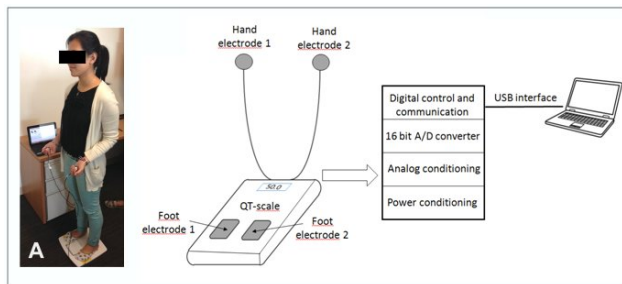 A
Hand
electrode 1
Hand
electrode 2
50.0
QT-scale
Foot
electrode 1
Foot
electrode 2
Digital control and
communication
16 bit A/D converter
Analog conditioning
Power conditioning
USB interface